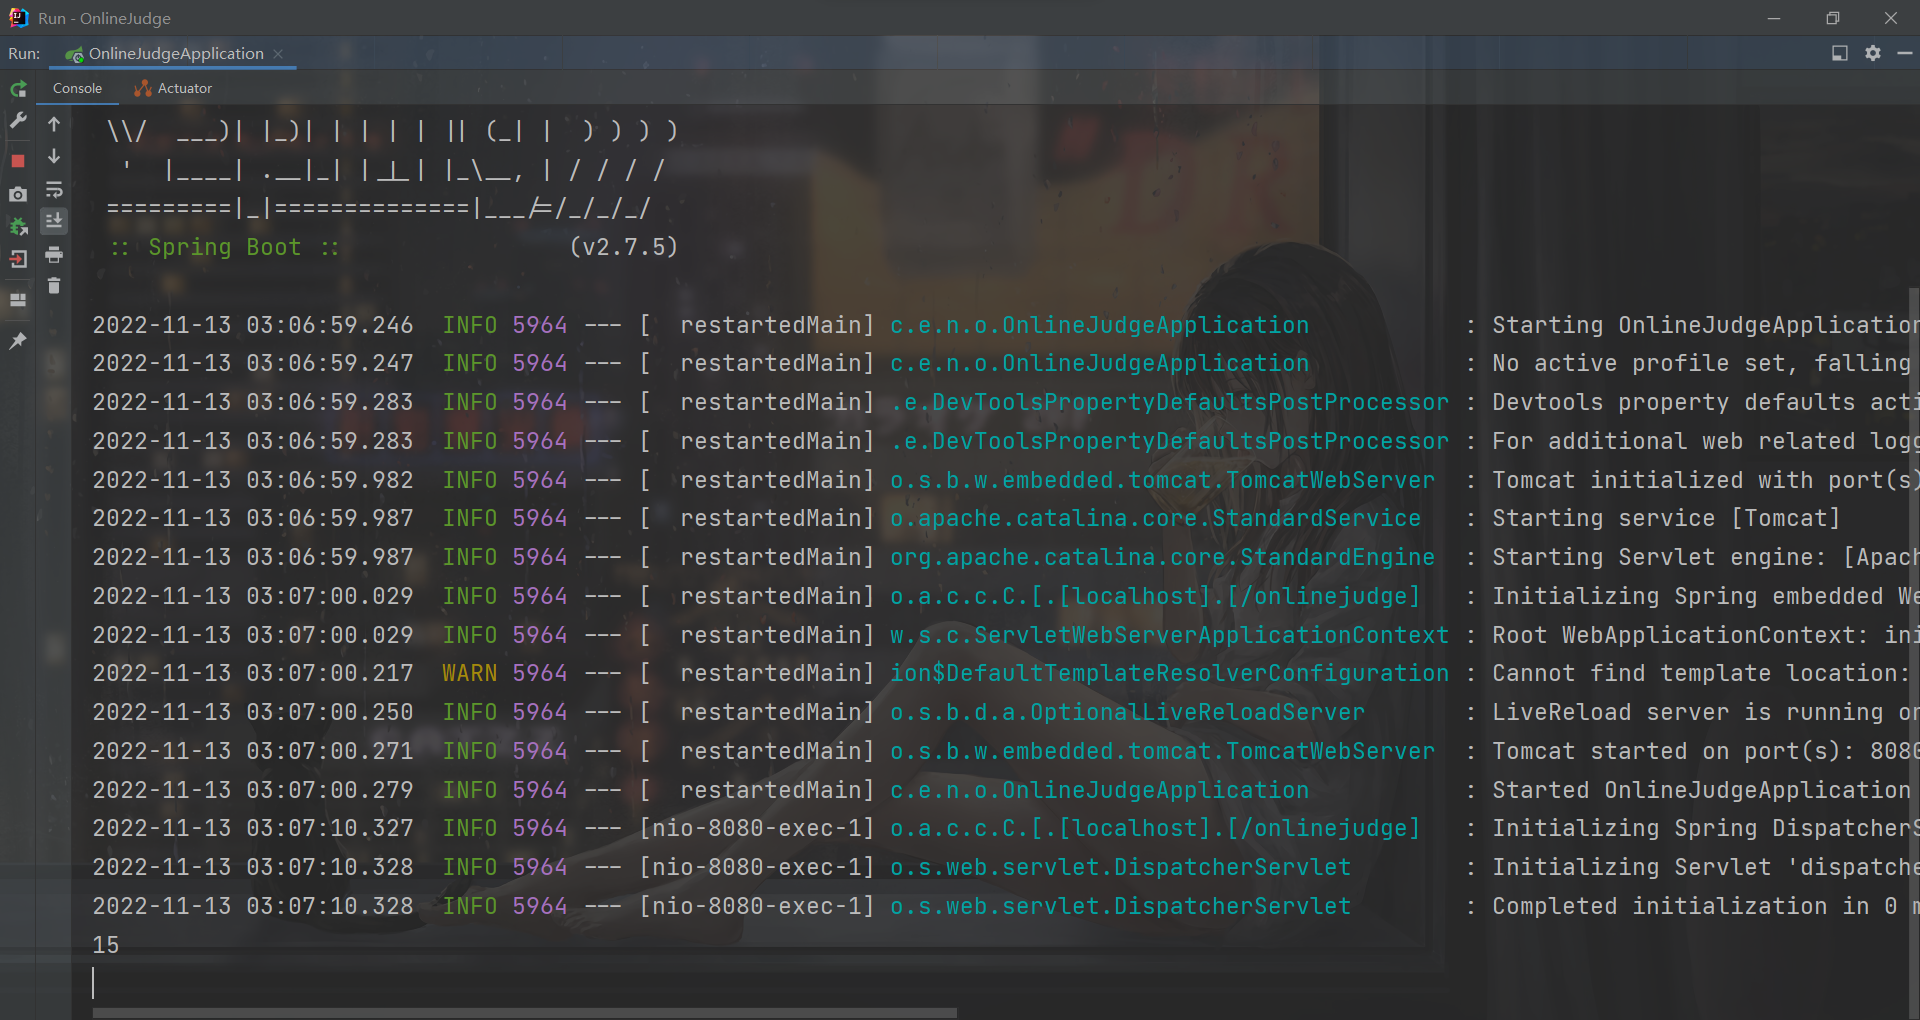 Run - OnlineJudge
Run: OnlineJudgeApplication
Console Actuator
\\/  ___)| |_)| | | | | || (_| |  ) ) ) )
 '  |____| .__|_| |_|_| |_\__, | / / / /
=========|_|==============|___/=/_/_/_/
:: Spring Boot :: (v2.7.5)
2022-11-13 03:06:59.246  INFO 5964 --- [  restartedMain] c.e.n.o.OnlineJudgeApplication : Starting OnlineJudgeApplication
2022-11-13 03:06:59.247  INFO 5964 --- [  restartedMain] c.e.n.o.OnlineJudgeApplication : No active profile set, falling
2022-11-13 03:06:59.283  INFO 5964 --- [  restartedMain] .e.DevToolsPropertyDefaultsPostProcessor : Devtools property defaults acti
2022-11-13 03:06:59.283  INFO 5964 --- [  restartedMain] .e.DevToolsPropertyDefaultsPostProcessor : For additional web related logg
2022-11-13 03:06:59.982  INFO 5964 --- [  restartedMain] o.s.b.w.embedded.tomcat.TomcatWebServer : Tomcat initialized with port(s)
2022-11-13 03:06:59.987  INFO 5964 --- [  restartedMain] o.apache.catalina.core.StandardService : Starting service [Tomcat]
2022-11-13 03:06:59.987  INFO 5964 --- [  restartedMain] org.apache.catalina.core.StandardEngine : Starting Servlet engine: [Apach
2022-11-13 03:07:00.029  INFO 5964 --- [  restartedMain] o.a.c.c.C.[.[localhost].[/onlinejudge] : Initializing Spring embedded We
2022-11-13 03:07:00.029  INFO 5964 --- [  restartedMain] w.s.c.ServletWebServerApplicationContext : Root WebApplicationContext: ini
2022-11-13 03:07:00.217  WARN 5964 --- [  restartedMain] ion$DefaultTemplateResolverConfiguration : Cannot find template location:
2022-11-13 03:07:00.250  INFO 5964 --- [  restartedMain] o.s.b.d.a.OptionalLiveReloadServer : LiveReload server is running on
2022-11-13 03:07:00.271  INFO 5964 --- [  restartedMain] o.s.b.w.embedded.tomcat.TomcatWebServer : Tomcat started on port(s): 8080
2022-11-13 03:07:00.279  INFO 5964 --- [  restartedMain] c.e.n.o.OnlineJudgeApplication : Started OnlineJudgeApplication
2022-11-13 03:07:10.327  INFO 5964 --- [nio-8080-exec-1] o.a.c.c.C.[.[localhost].[/onlinejudge] : Initializing Spring DispatcherS
2022-11-13 03:07:10.328  INFO 5964 --- [nio-8080-exec-1] o.s.web.servlet.DispatcherServlet : Initializing Servlet 'dispatche
2022-11-13 03:07:10.328  INFO 5964 --- [nio-8080-exec-1] o.s.web.servlet.DispatcherServlet : Completed initialization in 0 m
15